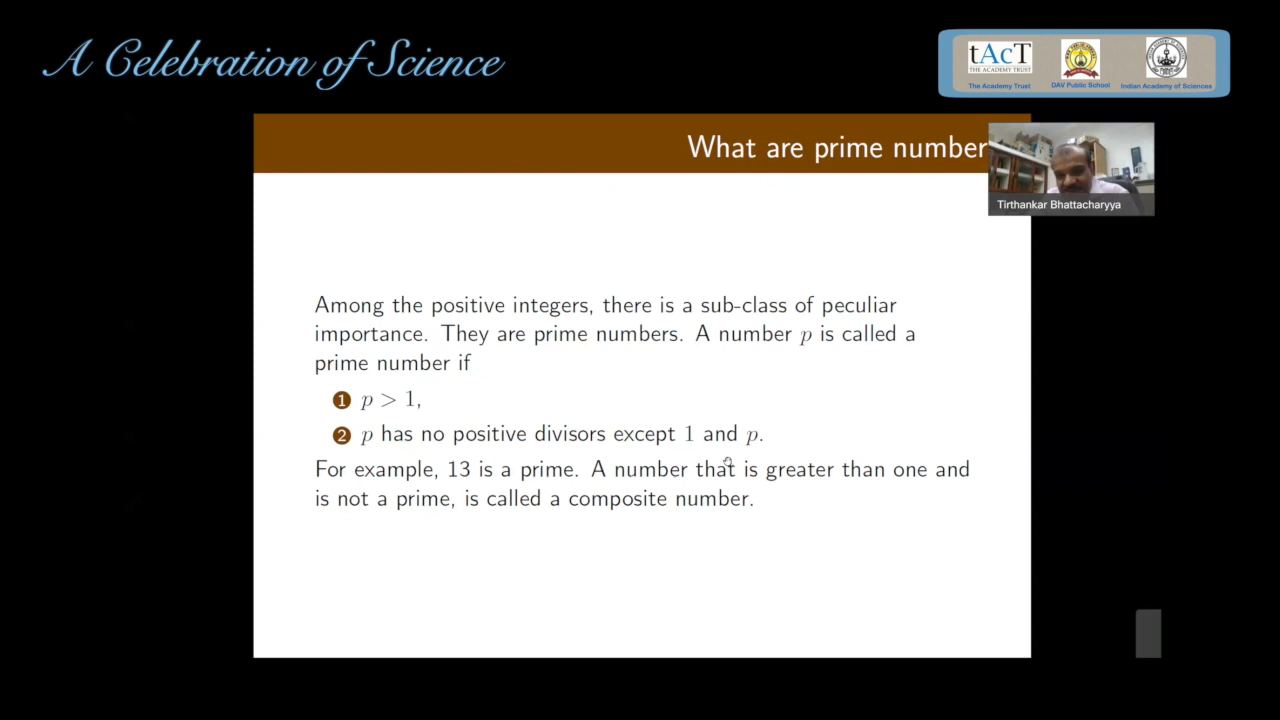 A Celebration of Science
tAcT
THE ACADEMY TRUST
The Academy Trust
DAV Public School
Indian Academy of Sciences
What are prime number
Tirthankar Bhattacharyya
Among the positive integers, there is a sub-class of peculiar
importance. They are prime numbers. A number p is called a
prime number if
1 p > 1,
2 p has no positive divisors except 1 and p.
For example, 13 is a prime. A number that is greater than one and
is not a prime, is called a composite number.